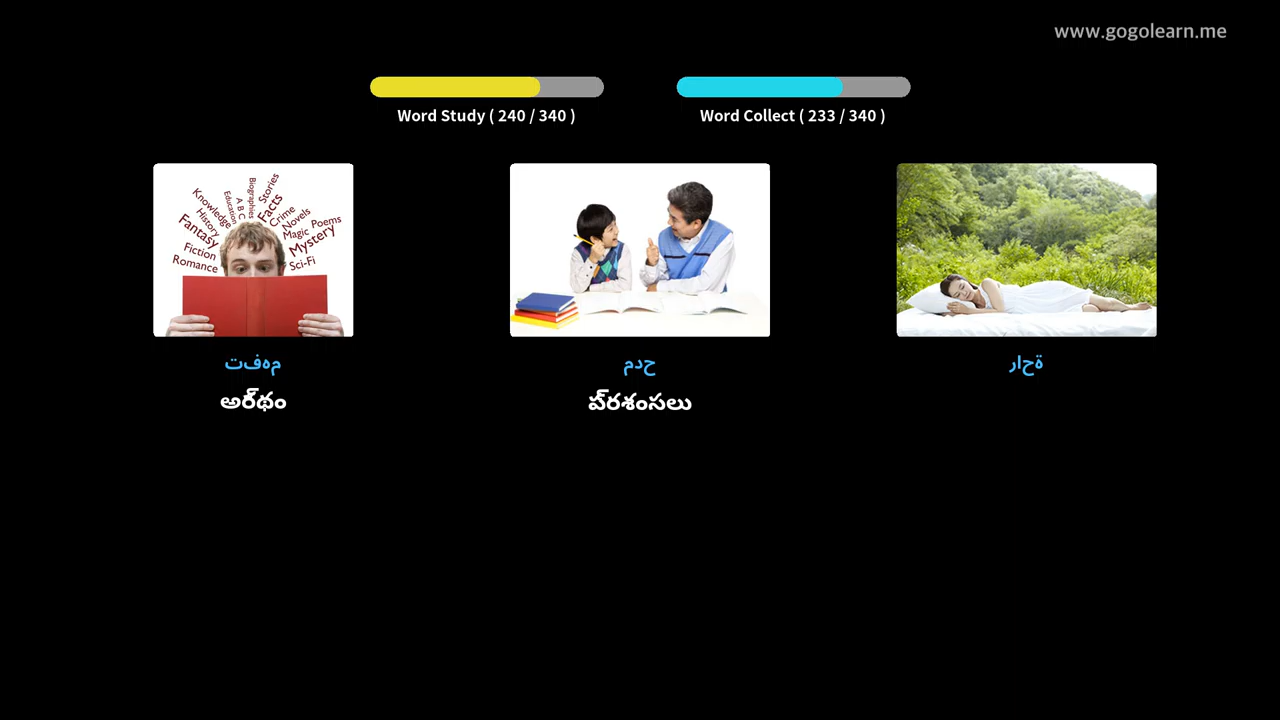 www.gogolearn.me
Word Study ( 240 / 340 )
Word Collect ( 233 / 340 )
Knowledge
History
Education
A B C
Biographies
Stories
Facts
Crime
Novels
Magic
Poems
Mystery
Sci-Fi
Fantasy
Fiction
Romance
مهفت
حدم
ةحار
అర్థం
ప్రశంసలు